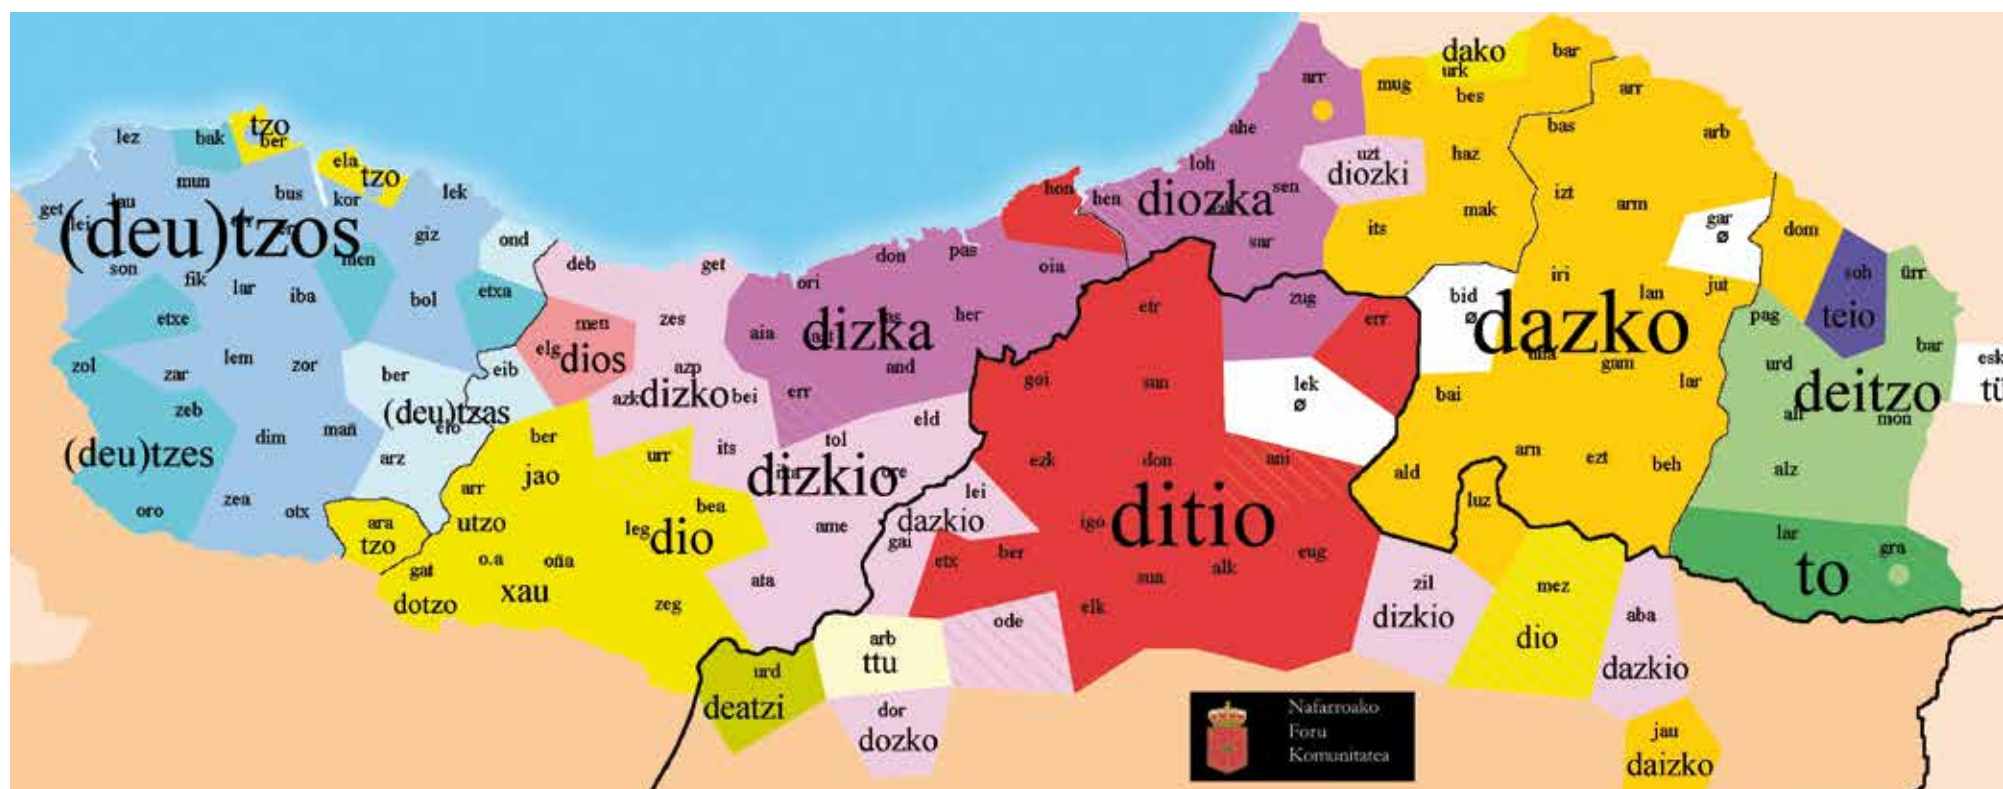 lez
bak
tzo
ber
ela
tzo
mun
bus
kor
lek
get
lei
(deu)tzos
giz
ond
men
son
fik
lar
iba
bol
etxa
etxe
zol
zar
lem
zor
ber
eib
zeb
dim
mañ
(deu)tzas
(deu)tzes
arz
oro
zea
otx
ara
tzo
deb
get
men
elg
dios
zes
azp
azk
dizko
bei
ori
don
pas
oia
aia
dizka
her
and
err
hon
hen
its
tol
eld
dizkio
ame
ata
ber
jao
urr
arr
utzo
leg
dio
bea
o.a
oña
gat
dotzo
xau
zeg
urd
deatzi
arb
ttu
dor
dozko
lei
dazkio
gai
etx
ber
ode
goi
etr
sun
ezk
don
igo
ditio
sua
alk
eug
elk
ani
zug
err
lek
ø
arr
ahe
loh
sen
diozka
sar
uzt
diozki
mug
dako
urk
bes
bar
haz
mak
its
bas
arr
arb
izt
arm
gar
ø
iri
lan
jut
bid
ø
dazko
gam
lar
bai
ald
arn
ezt
beh
luz
zil
dizkio
mez
dio
aba
dazkio
jau
daizko
dom
soh
teio
ürr
pag
urd
bar
deitzo
mon
alz
lar
gra
to
esk
tü
Nafarroako
Foru
Komunitatea